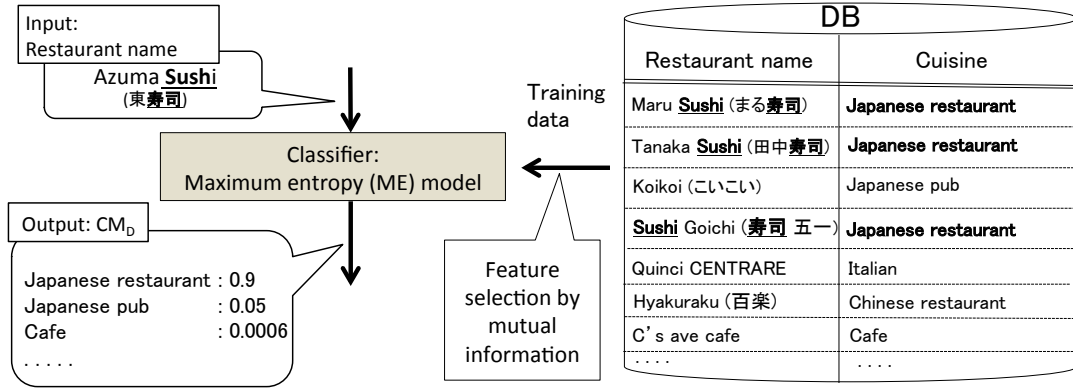 Input:
Restaurant name
Azuma Sushi
(東寿司)
Classifier:
Maximum entropy (ME) model
Output: CM_D
Japanese restaurant : 0.9
Japanese pub : 0.05
Cafe : 0.0006
. . . . .
Training
data
Feature
selection by
mutual
information
DB
Restaurant name Cuisine
Maru Sushi (まる寿司) Japanese restaurant
Tanaka Sushi (田中寿司) Japanese restaurant
Koikoi (こいこい) Japanese pub
Sushi Goichi (寿司 五一) Japanese restaurant
Quinci CENTRARE Italian
Hyakuraku (百楽) Chinese restaurant
C's ave cafe Cafe
. . . . . . . .